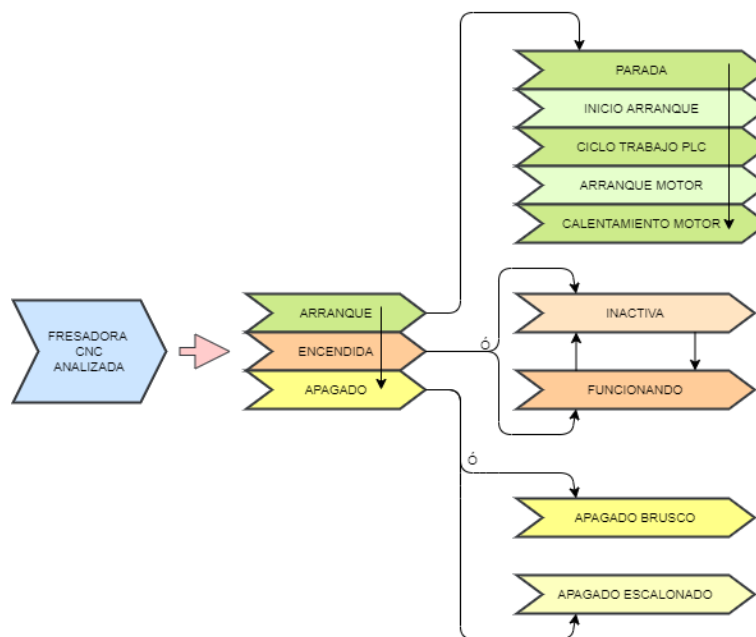 PARADA
INICIO ARRANQUE
CICLO TRABAJO PLC
ARRANQUE MOTOR
CALENTAMIENTO MOTOR
FRESADORA
CNC
ANALIZADA
ARRANQUE
ENCENDIDA
APAGADO
Ó
INACTIVA
FUNCIONANDO
Ó
APAGADO BRUSCO
APAGADO ESCALONADO